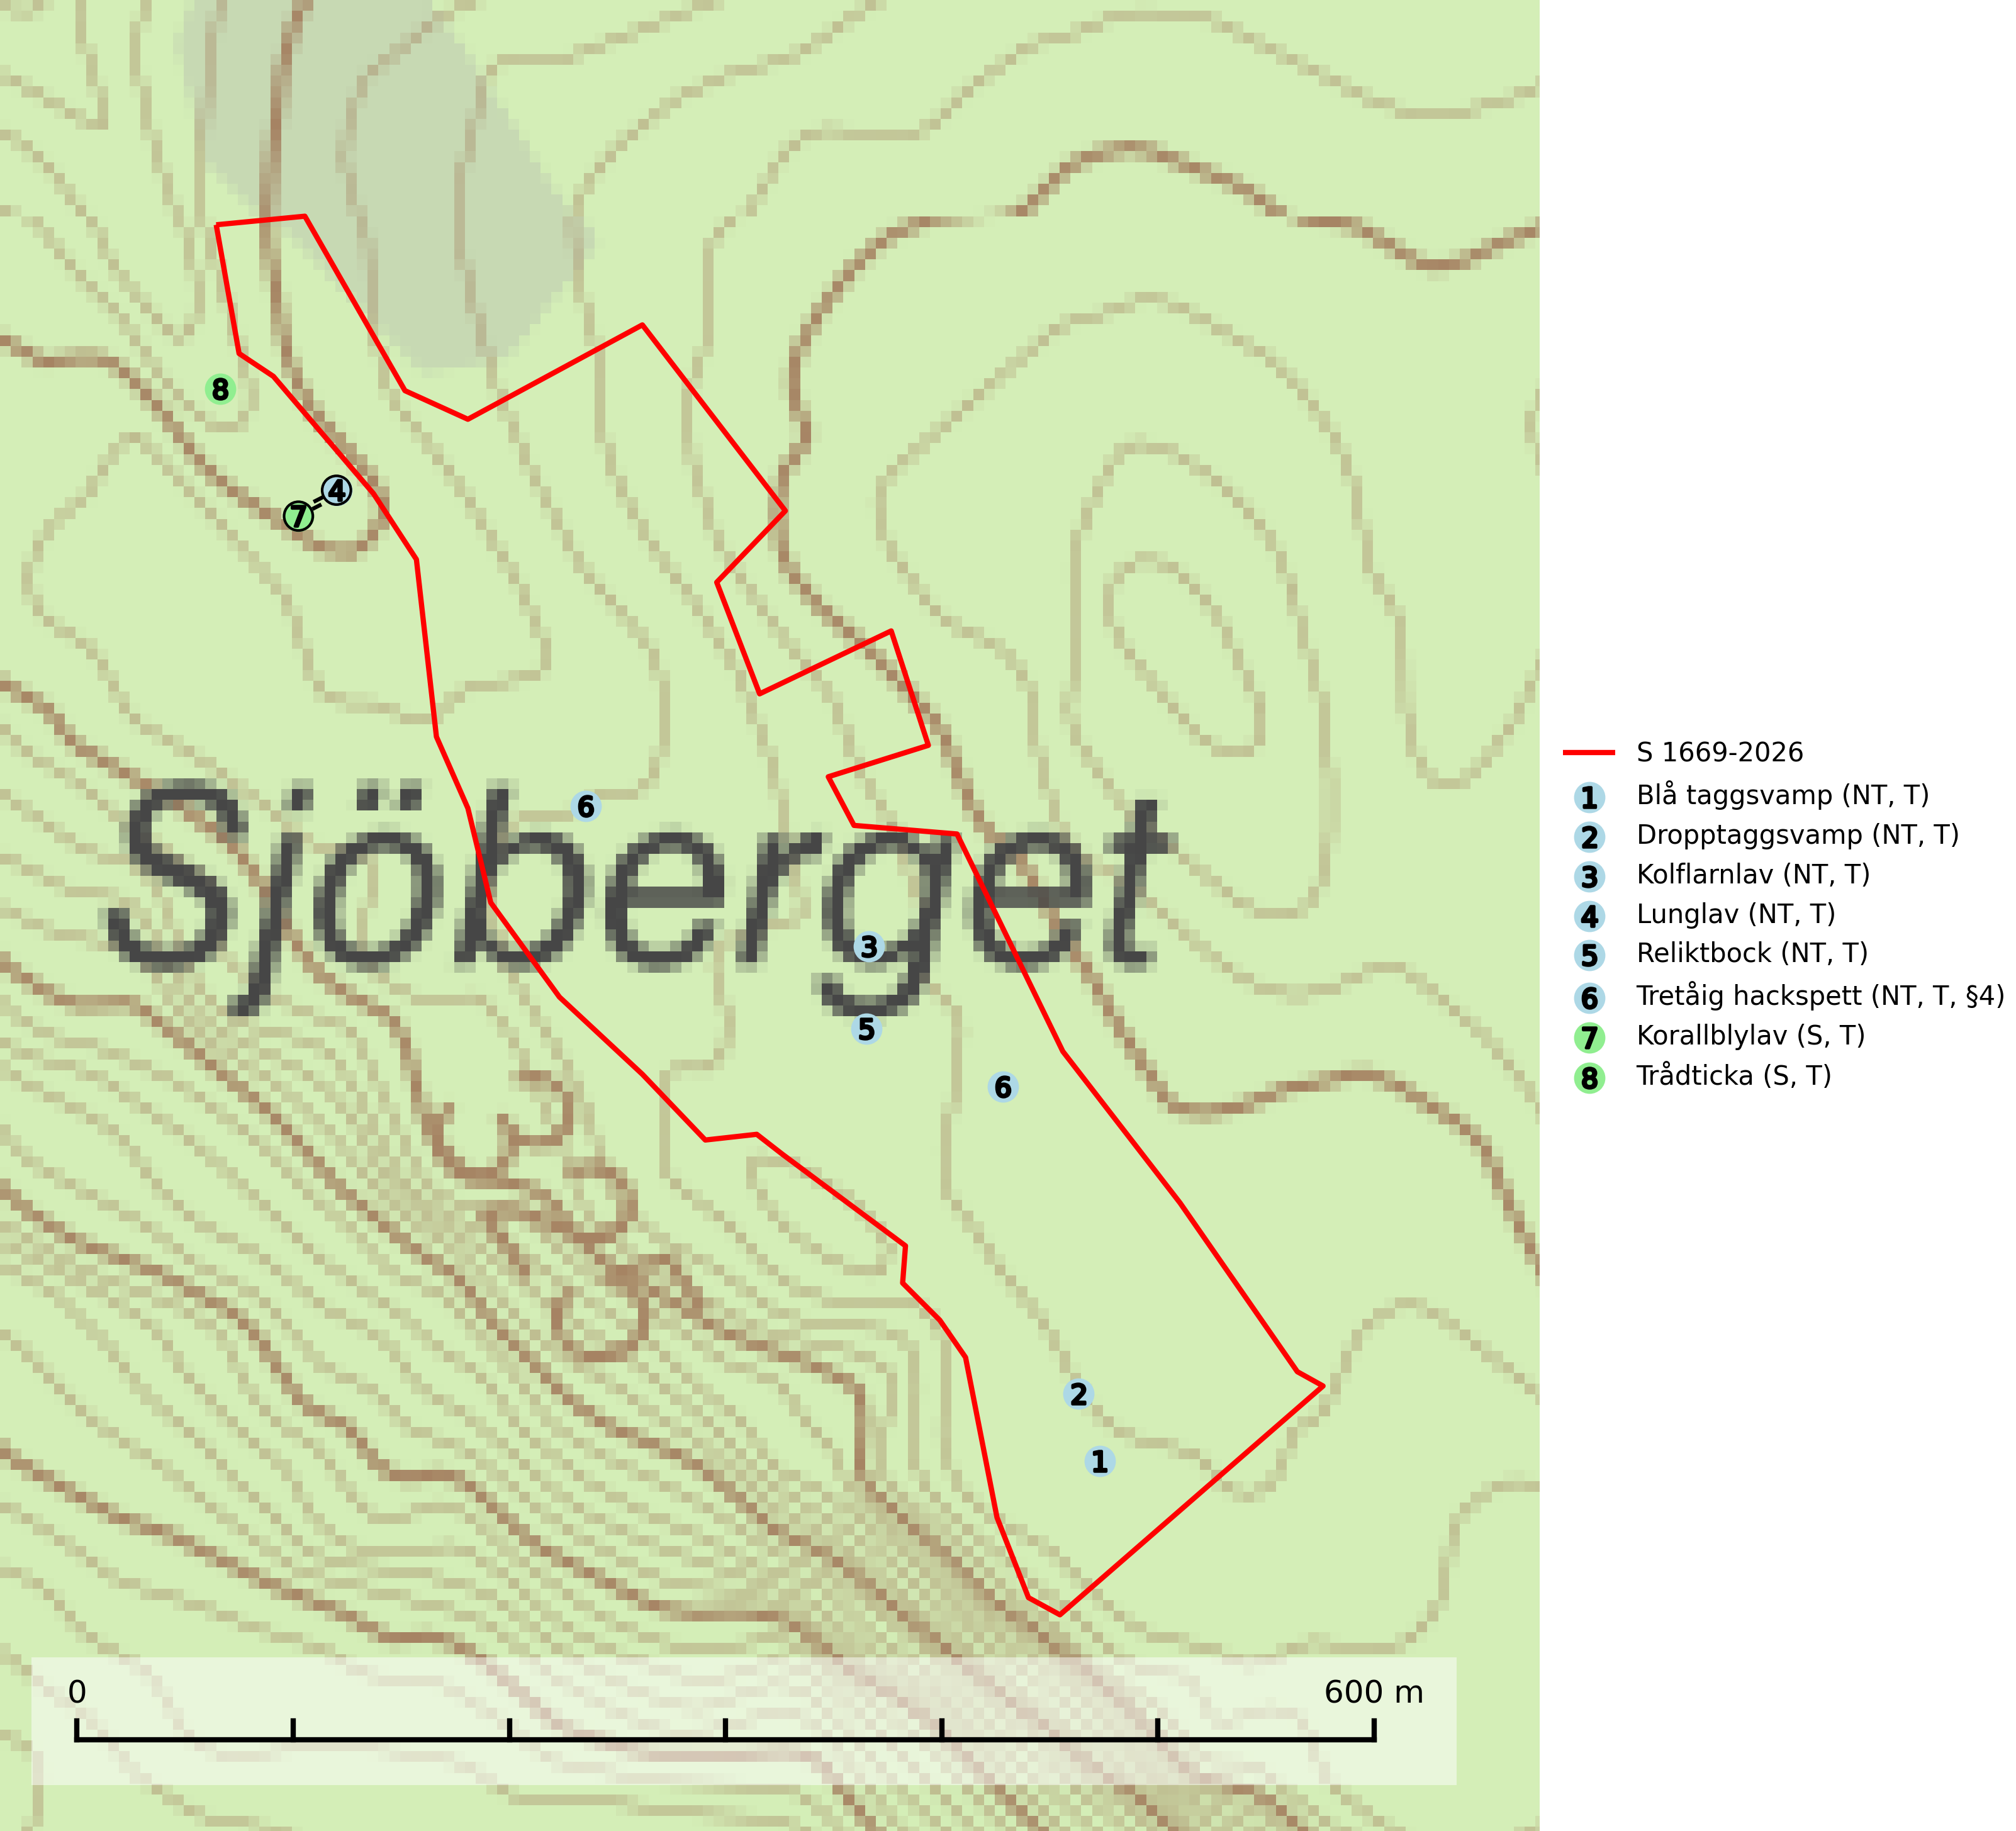 8
4
7
6
Sjöberget
3
5
6
2
1
0
600 m
S 1669-2026
1 Blå taggsvamp (NT, T)
2 Dropptaggsvamp (NT, T)
3 Kolflarnlav (NT, T)
4 Lunglav (NT, T)
5 Reliktbock (NT, T)
6 Tretåig hackspett (NT, T, §4)
7 Korallblylav (S, T)
8 Trådticka (S, T)